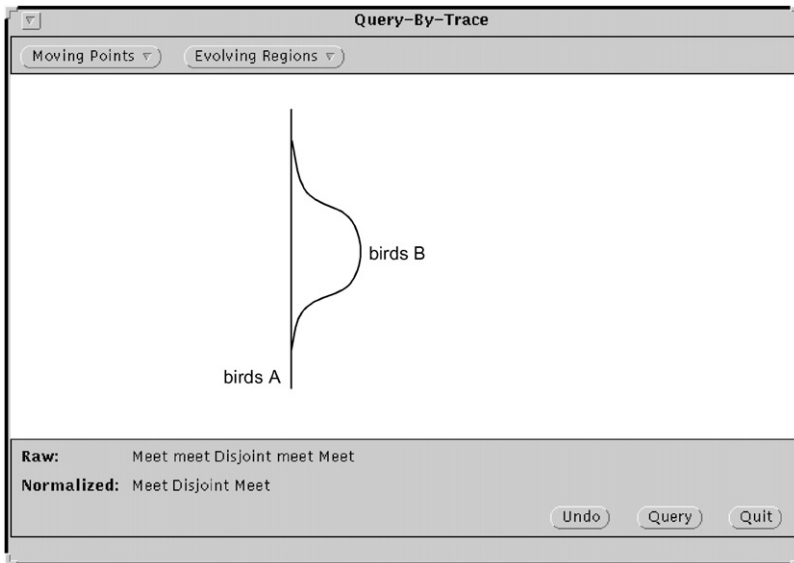 Query-By-Trace
Moving Points Evolving Regions
birds B
birds A
Raw: Meet meet Disjoint meet Meet
Normalized: Meet Disjoint Meet
Undo Query Quit